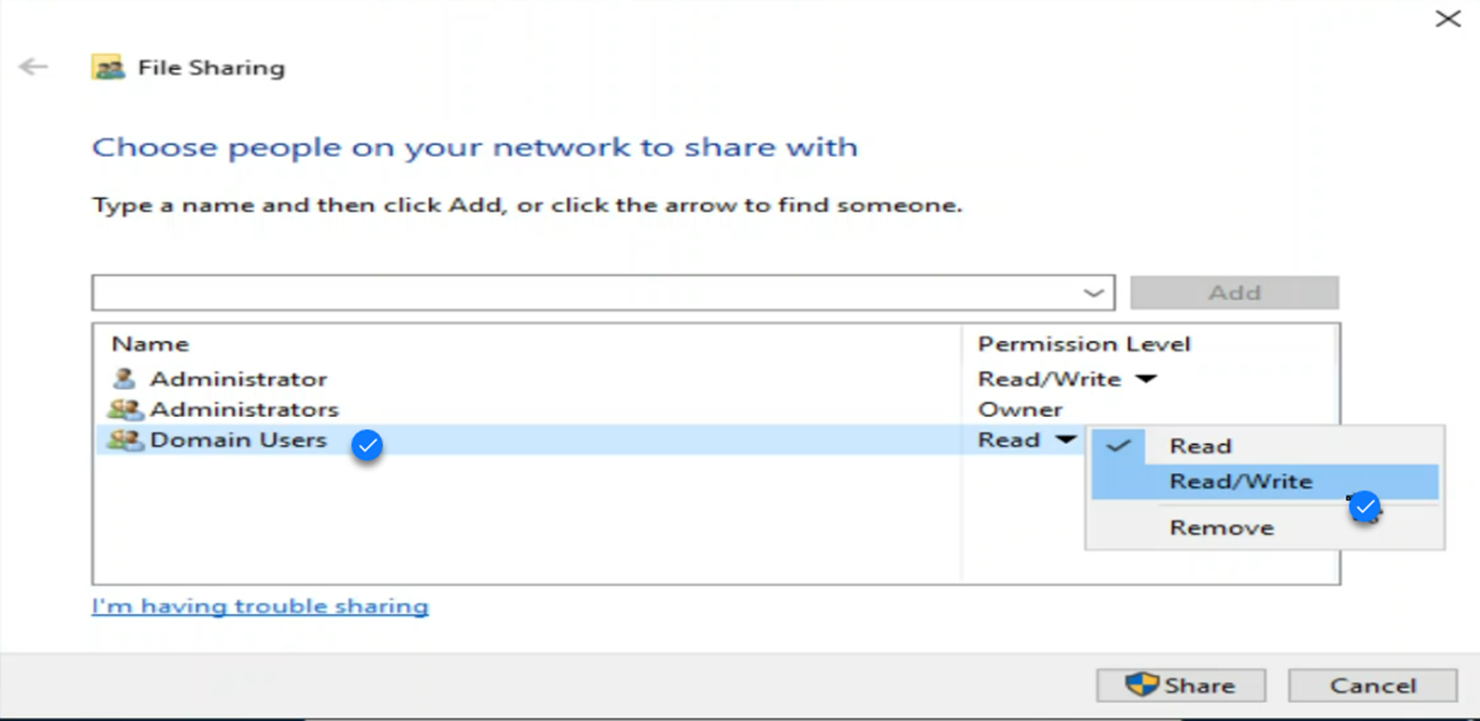 File Sharing
Choose people on your network to share with
Type a name and then click Add, or click the arrow to find someone.
Add
Name Permission Level
Administrator Read/Write
Administrators Owner
Domain Users Read
Read
Read/Write
Remove
I'm having trouble sharing
Share Cancel